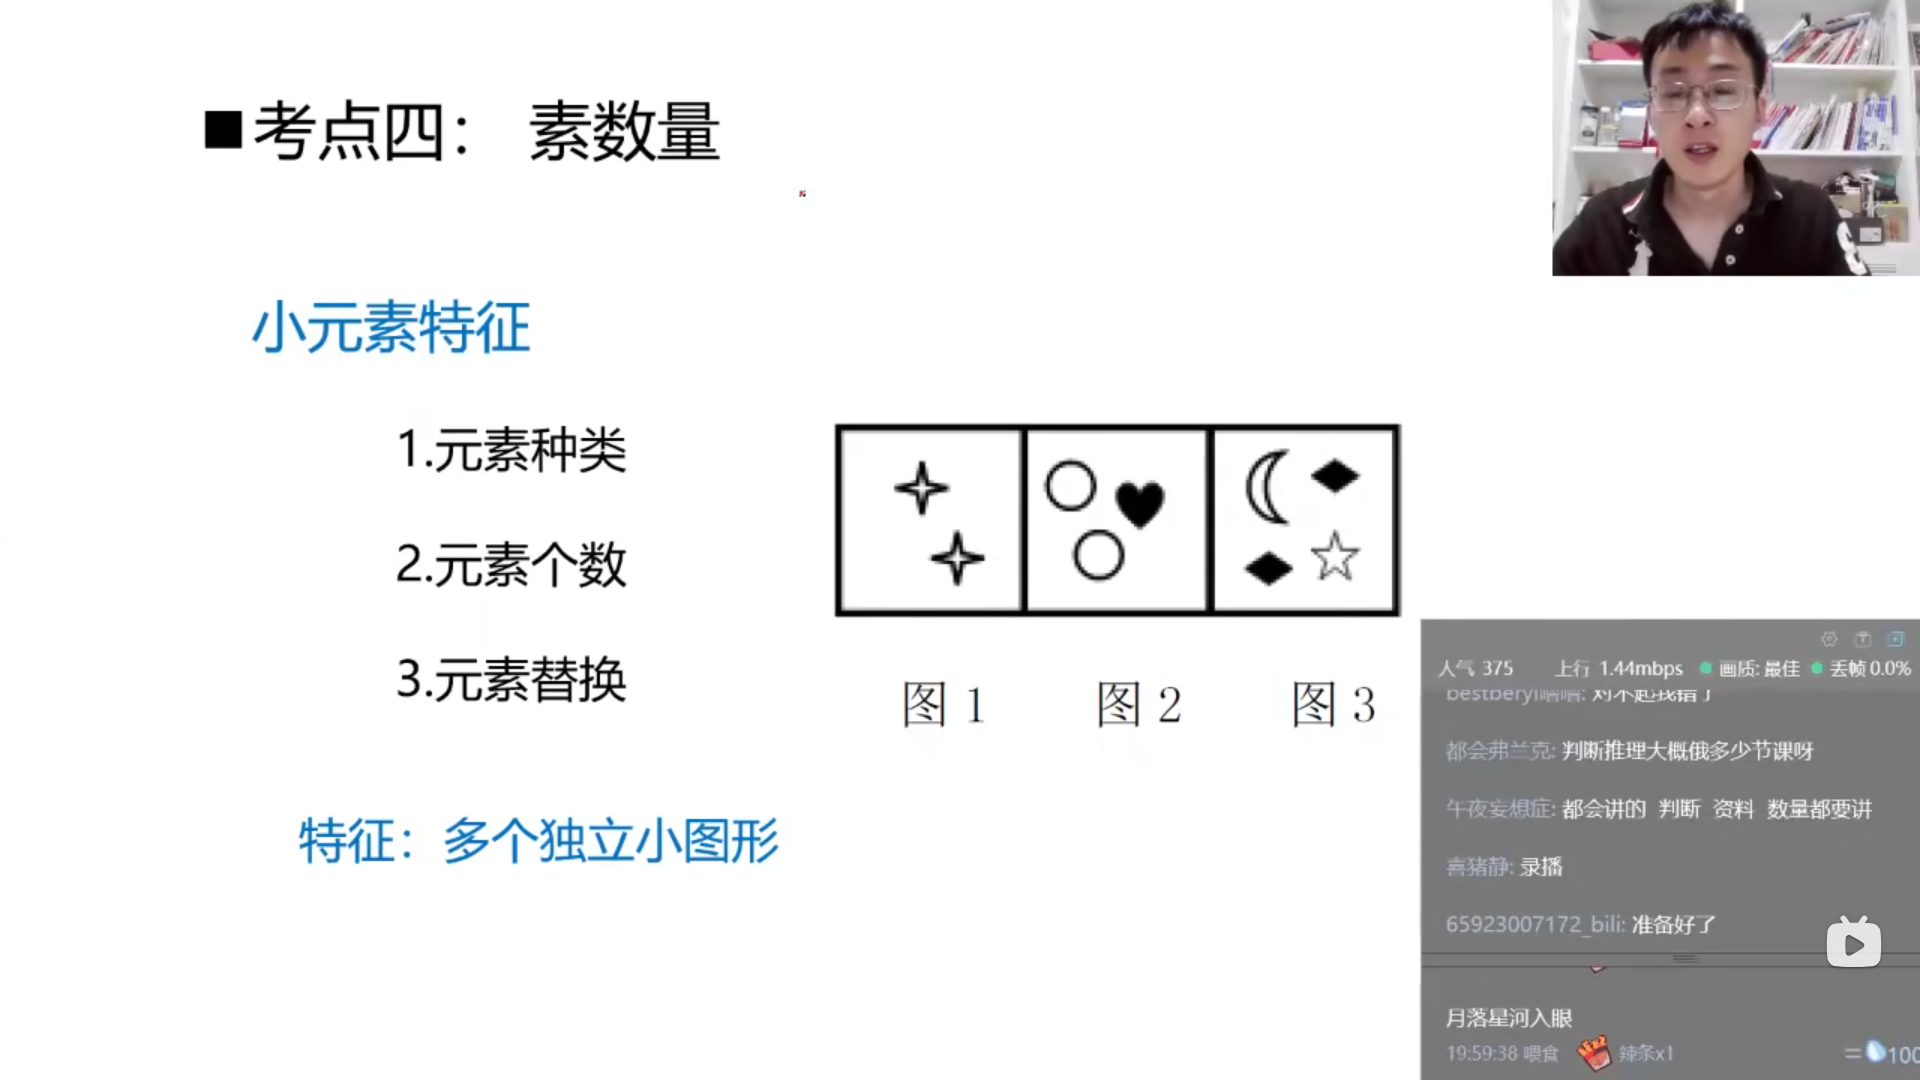 ■考点四： 素数量
小元素特征
1.元素种类
2.元素个数
3.元素替换
图 1
图 2
图 3
特征：多个独立小图形
人气 375 上行 1.44mbps 画质: 最佳 丢帧 0.0%
都会弗兰克: 判断推理大概俄多少节课呀
午夜妄想症: 都会讲的 判断 资料 数量都要讲
喜猪静: 录播
65923007172_bili: 准备好了
月落星河入眼
19:59:38 喂食 辣条x1 100